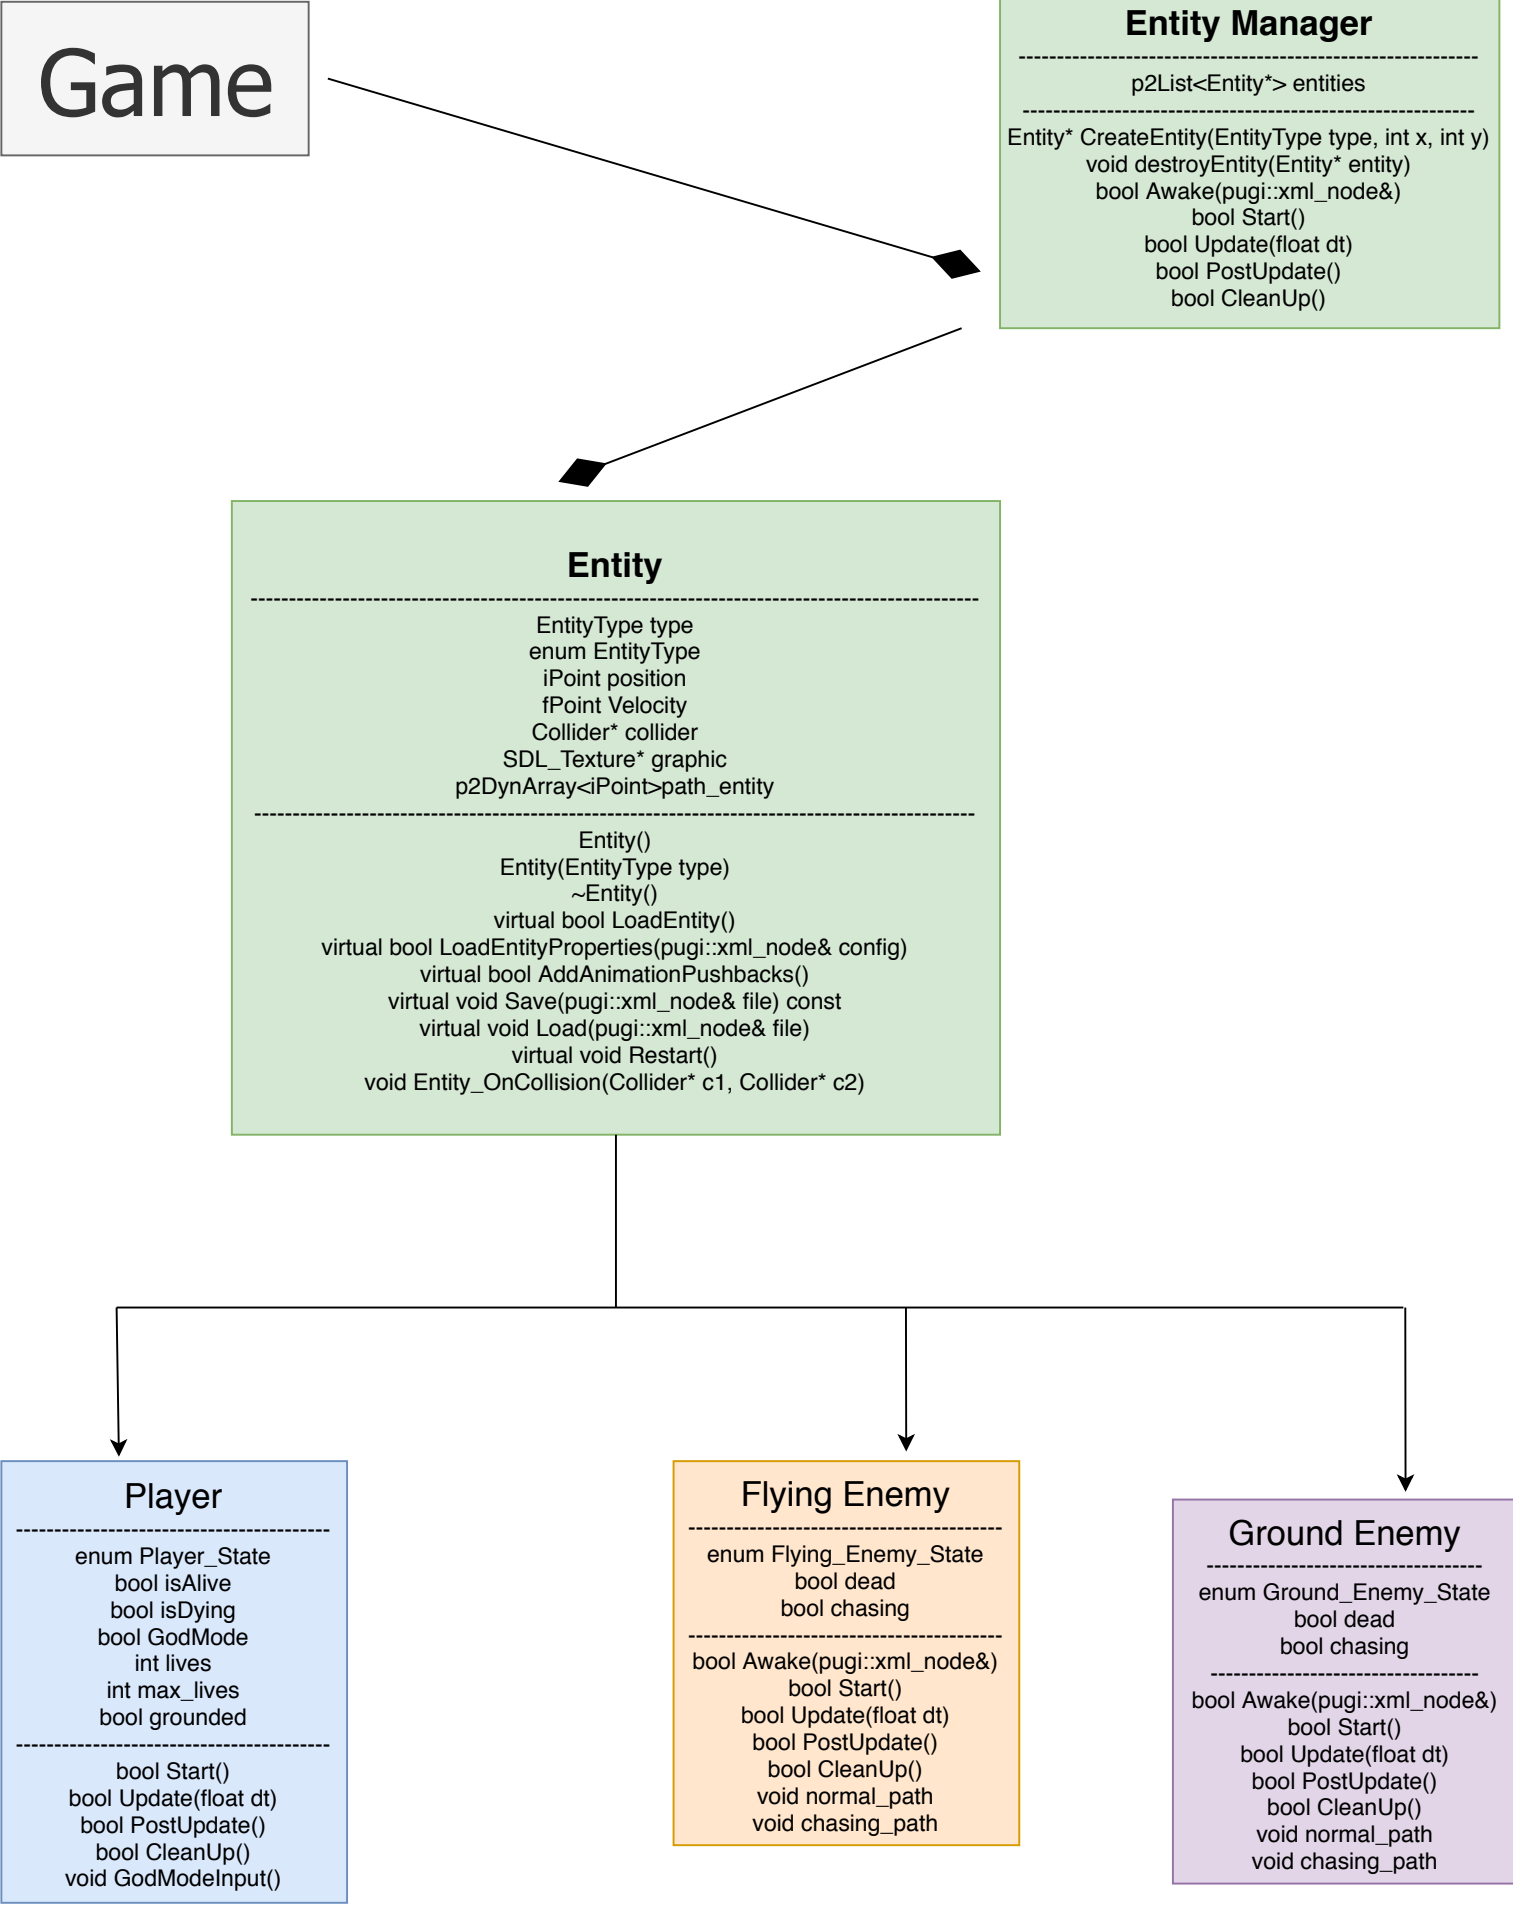 Game
Entity Manager
p2List<Entity*> entities
Entity* CreateEntity(EntityType type, int x, int y)
void destroyEntity(Entity* entity)
bool Awake(pugi::xml_node&)
bool Start()
bool Update(float dt)
bool PostUpdate()
bool CleanUp()
Entity
EntityType type
enum EntityType
iPoint position
fPoint Velocity
Collider* collider
SDL_Texture* graphic
p2DynArray<iPoint>path_entity
Entity()
Entity(EntityType type)
~Entity()
virtual bool LoadEntity()
virtual bool LoadEntityProperties(pugi::xml_node& config)
virtual bool AddAnimationPushbacks()
virtual void Save(pugi::xml_node& file) const
virtual void Load(pugi::xml_node& file)
virtual void Restart()
void Entity_OnCollision(Collider* c1, Collider* c2)
Player
enum Player_State
bool isAlive
bool isDying
bool GodMode
int lives
int max_lives
bool grounded
bool Start()
bool Update(float dt)
bool PostUpdate()
bool CleanUp()
void GodModeInput()
Flying Enemy
enum Flying_Enemy_State
bool dead
bool chasing
bool Awake(pugi::xml_node&)
bool Start()
bool Update(float dt)
bool PostUpdate()
bool CleanUp()
void normal_path
void chasing_path
Ground Enemy
enum Ground_Enemy_State
bool dead
bool chasing
bool Awake(pugi::xml_node&)
bool Start()
bool Update(float dt)
bool PostUpdate()
bool CleanUp()
void normal_path
void chasing_path